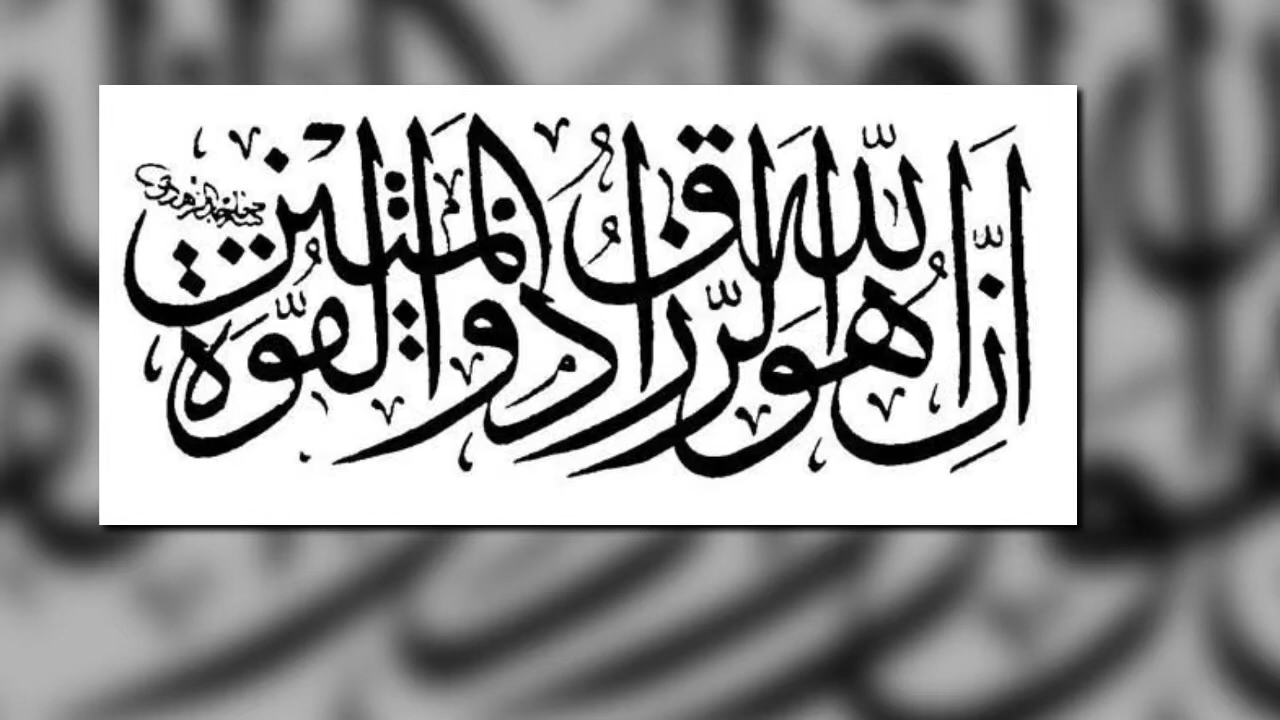 إِنَّ اللَّهَ هُوَ الرَّزَّاقُ ذُو الْقُوَّةِ الْمَتِينُ